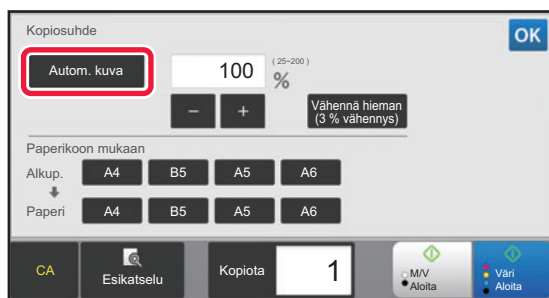 Kopiosuhde
OK
Autom. kuva
100
(25~200)
%
−
+
Vähennä hieman
(3 % vähennys)
Paperikoon mukaan
Alkup.
A4
B5
A5
A6
Paperi
A4
B5
A5
A6
CA
Esikatselu
Kopiota
1
M/V
Aloita
Väri
Aloita